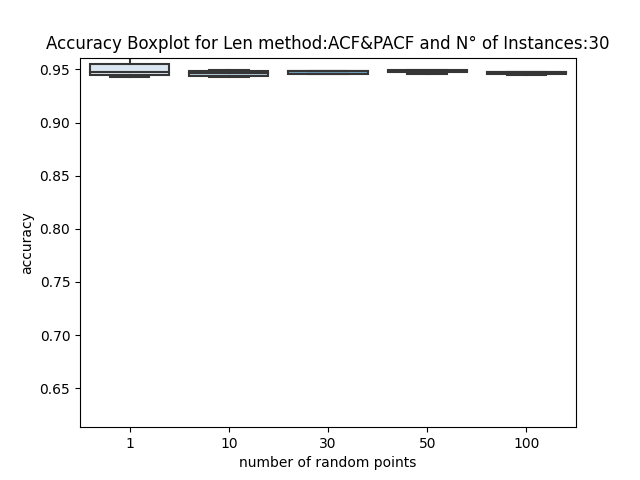 Accuracy Boxplot for Len method:ACF&PACF and N° of Instances:30
0.95
0.90
0.85
0.80
0.75
0.70
0.65
accuracy
1 10 30 50 100
number of random points